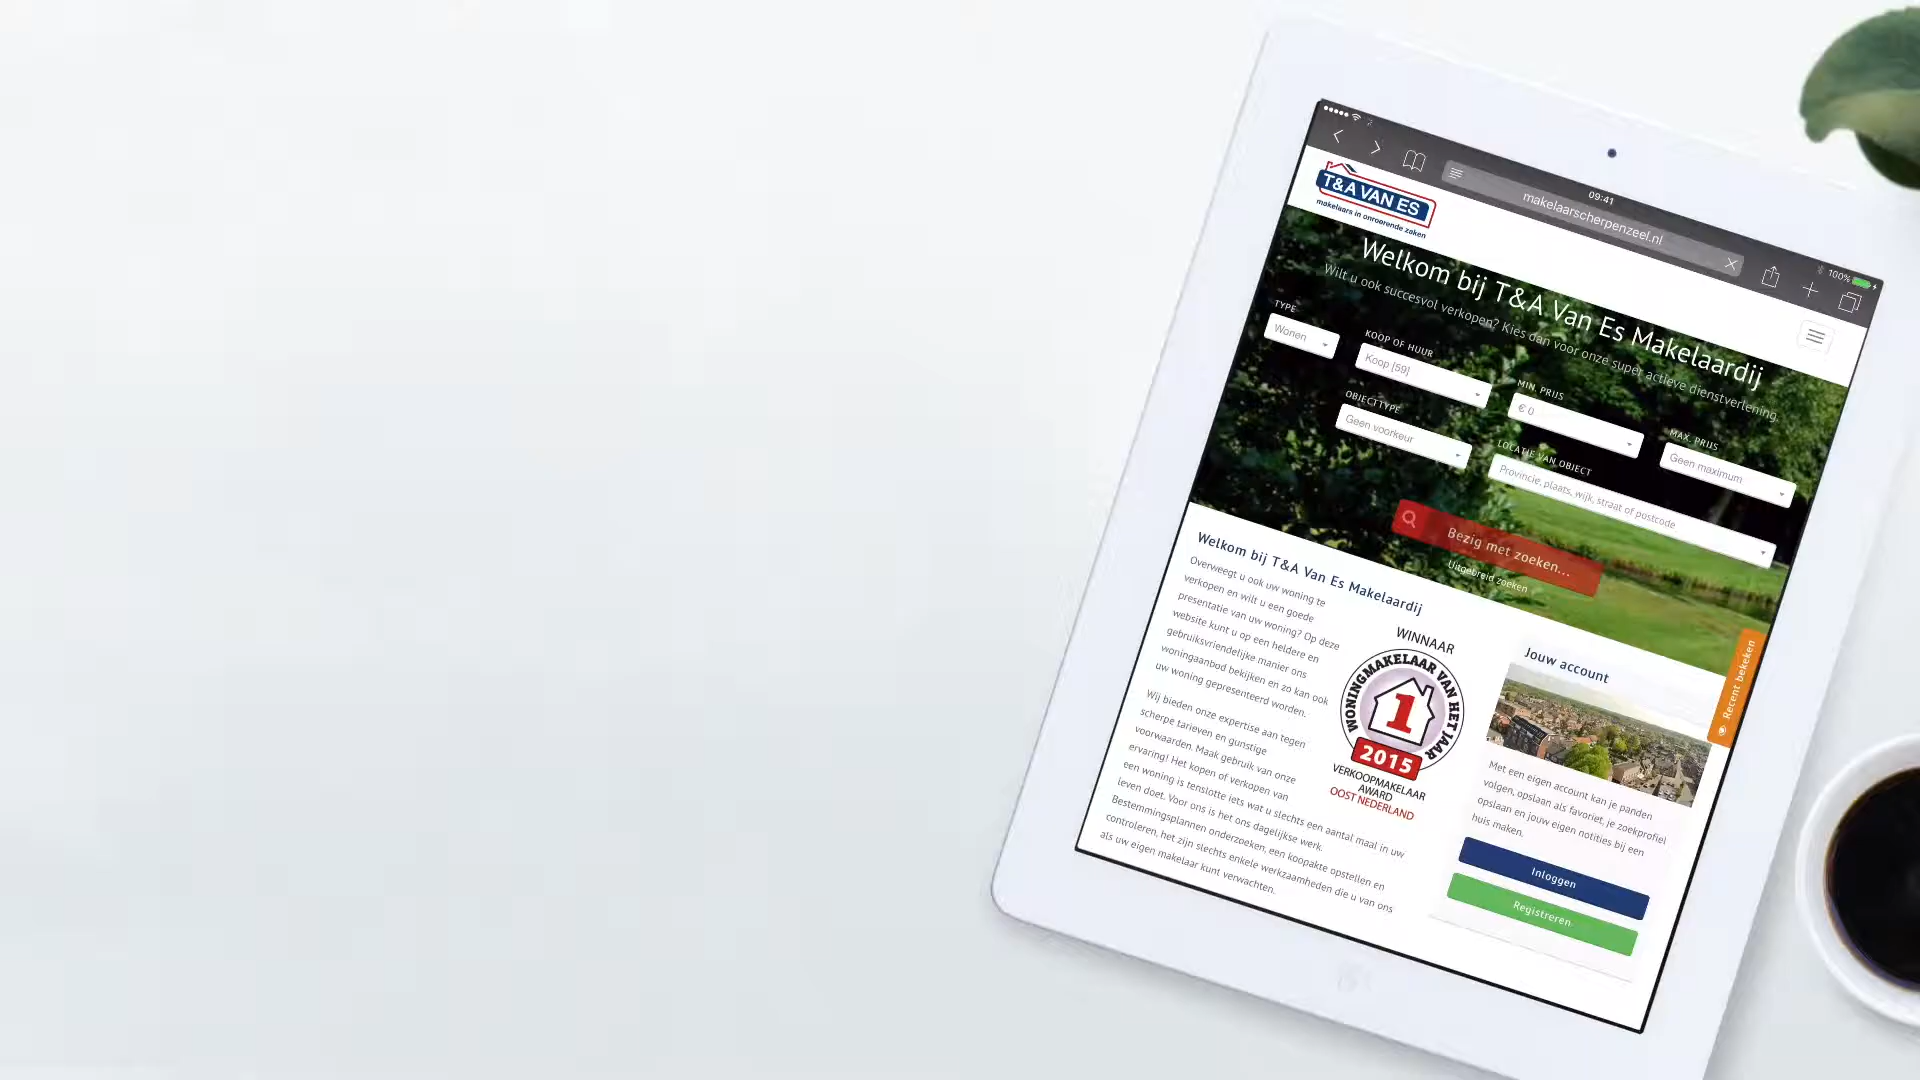 09:41
makelaarscherpenzeel.nl
100%
T&A VAN ES
makelaars in onroerende zaken
Welkom bij T&A Van Es Makelaardij
Wilt u ook succesvol verkopen? Kies dan voor onze super actieve dienstverlening.
TYPE
Wonen
KOOP OF HUUR
Koop [59]
MIN. PRIJS
€ 0
MAX. PRIJS
Geen maximum
OBJECTTYPE
Geen voorkeur
LOCATIE VAN OBJECT
Provincie, plaats, wijk, straat of postcode
Bezig met zoeken...
Uitgebreid zoeken
Recent bekeken
Welkom bij T&A Van Es Makelaardij
Overweegt u ook uw woning te
verkopen en wilt u een goede
presentatie van uw woning? Op deze
website kunt u op een heldere en
gebruiksvriendelijke manier ons
woningaanbod bekijken en zo kan ook
uw woning gepresenteerd worden.
Wij bieden onze expertise aan tegen
scherpe tarieven en gunstige
voorwaarden. Maak gebruik van onze
ervaring! Het kopen of verkopen van
een woning is tenslotte iets wat u slechts een aantal maal in uw
leven doet. Voor ons is het ons dagelijkse werk.
Bestemmingsplannen onderzoeken, een koopakte opstellen en
controleren, het zijn slechts enkele werkzaamheden die u van ons
als uw eigen makelaar kunt verwachten.
WINNAAR
WONINGMAKELAAR VAN HET JAAR
1
2015
VERKOOPMAKELAAR
AWARD
OOST NEDERLAND
Jouw account
Met een eigen account kan je panden
volgen, opslaan als favoriet, je zoekprofiel
opslaan en jouw eigen notities bij een
huis maken.
Inloggen
Registreren